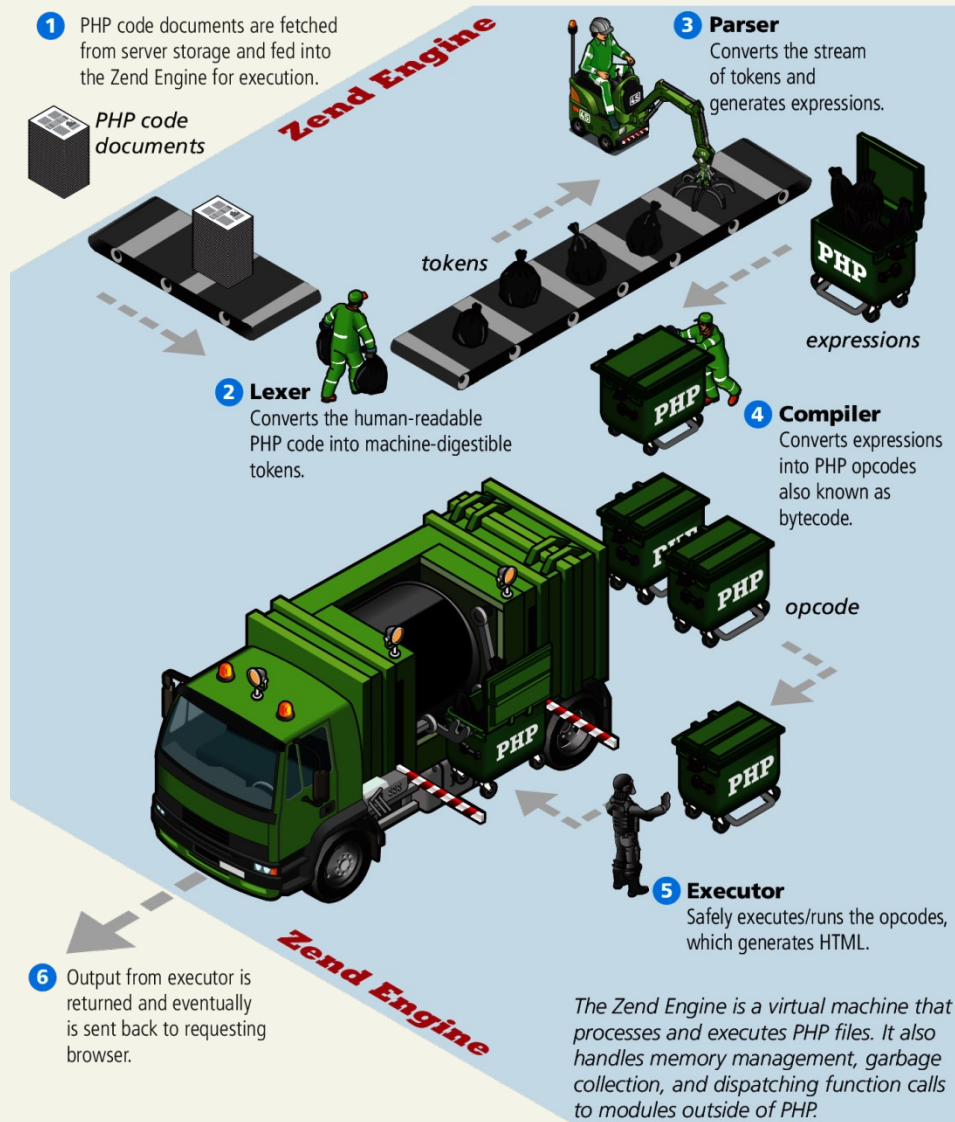 1 PHP code documents are fetched
from server storage and fed into
the Zend Engine for execution.
PHP code
documents
Zend Engine
3 Parser
Converts the stream
of tokens and
generates expressions.
45
45
tokens
PHP
expressions
2 Lexer
Converts the human-readable
PHP code into machine-digestible
tokens.
PHP
4 Compiler
Converts expressions
into PHP opcodes
also known as
bytecode.
PHP
PHP
opcode
PHP
PHP
5 Executor
Safely executes/runs the opcodes,
which generates HTML.
6 Output from executor is
returned and eventually
is sent back to requesting
browser.
Zend Engine
The Zend Engine is a virtual machine that
processes and executes PHP files. It also
handles memory management, garbage
collection, and dispatching function calls
to modules outside of PHP.